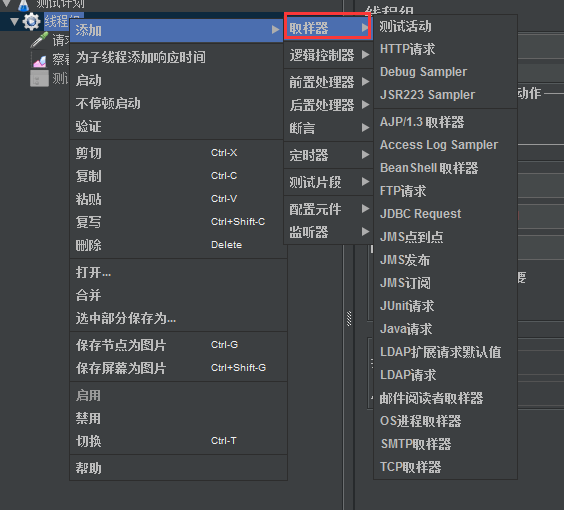 测试计划
线程组
请
察看
测试
添加
为子线程添加响应时间
启动
不停顿启动
验证
剪切 Ctrl-X
复制 Ctrl-C
粘贴 Ctrl-V
复写 Ctrl+Shift-C
删除 Delete
打开...
合并
选中部分保存为...
保存节点为图片 Ctrl-G
保存屏幕为图片 Ctrl+Shift-G
启用
禁用
切换 Ctrl-T
帮助
取样器
逻辑控制器
前置处理器
后置处理器
断言
定时器
测试片段
配置元件
监听器
测试活动
HTTP请求
Debug Sampler
JSR223 Sampler
AJP/1.3 取样器
Access Log Sampler
BeanShell 取样器
FTP请求
JDBC Request
JMS点到点
JMS发布
JMS订阅
JUnit请求
Java请求
LDAP扩展请求默认值
LDAP请求
邮件阅读者取样器
OS进程取样器
SMTP取样器
TCP取样器
线程组
动作
要